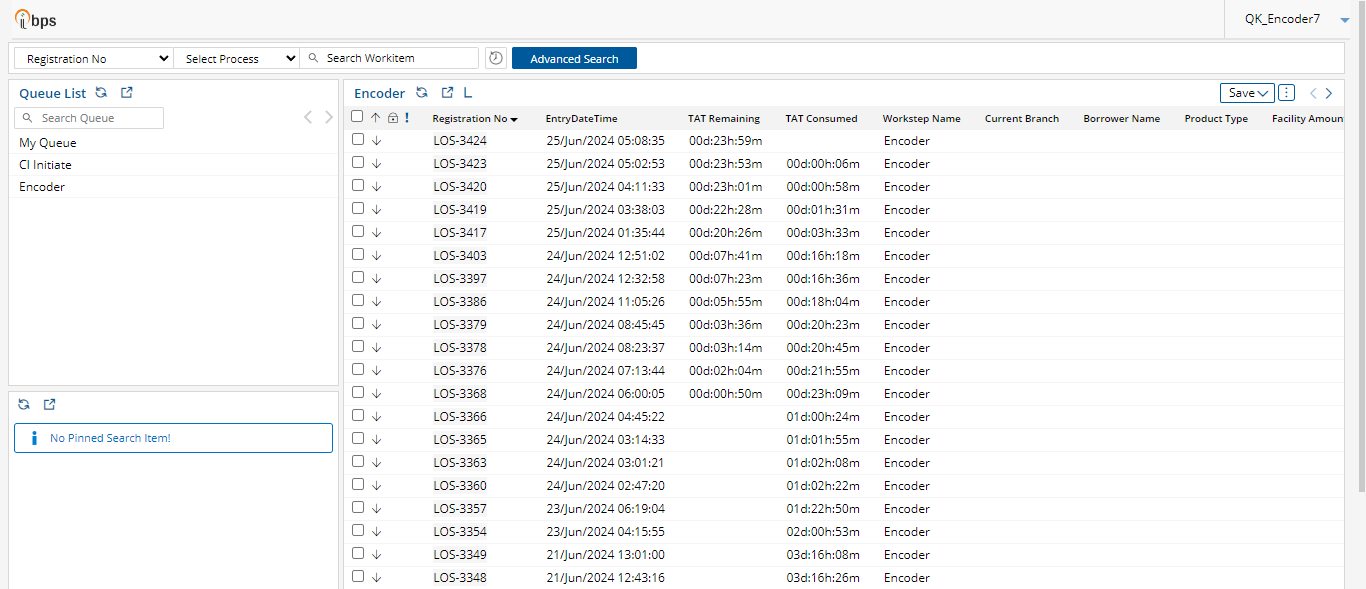 ibps
QK_Encoder7
Registration No Select Process Search Workitem Advanced Search
Queue List
Search Queue
My Queue
CI Initiate
Encoder
No Pinned Search Item!
Encoder L Save
! Registration No EntryDateTime TAT Remaining TAT Consumed Workstep Name Current Branch Borrower Name Product Type Facility Amoun
LOS-3424 25/Jun/2024 05:08:35 00d:23h:59m Encoder
LOS-3423 25/Jun/2024 05:02:53 00d:23h:53m 00d:00h:06m Encoder
LOS-3420 25/Jun/2024 04:11:33 00d:23h:01m 00d:00h:58m Encoder
LOS-3419 25/Jun/2024 03:38:03 00d:22h:28m 00d:01h:31m Encoder
LOS-3417 25/Jun/2024 01:35:44 00d:20h:26m 00d:03h:33m Encoder
LOS-3403 24/Jun/2024 12:51:02 00d:07h:41m 00d:16h:18m Encoder
LOS-3397 24/Jun/2024 12:32:58 00d:07h:23m 00d:16h:36m Encoder
LOS-3386 24/Jun/2024 11:05:26 00d:05h:55m 00d:18h:04m Encoder
LOS-3379 24/Jun/2024 08:45:45 00d:03h:36m 00d:20h:23m Encoder
LOS-3378 24/Jun/2024 08:23:37 00d:03h:14m 00d:20h:45m Encoder
LOS-3376 24/Jun/2024 07:13:44 00d:02h:04m 00d:21h:55m Encoder
LOS-3368 24/Jun/2024 06:00:05 00d:00h:50m 00d:23h:09m Encoder
LOS-3366 24/Jun/2024 04:45:22 01d:00h:24m Encoder
LOS-3365 24/Jun/2024 03:14:33 01d:01h:55m Encoder
LOS-3363 24/Jun/2024 03:01:21 01d:02h:08m Encoder
LOS-3360 24/Jun/2024 02:47:20 01d:02h:22m Encoder
LOS-3357 23/Jun/2024 06:19:04 01d:22h:50m Encoder
LOS-3354 23/Jun/2024 04:15:55 02d:00h:53m Encoder
LOS-3349 21/Jun/2024 13:01:00 03d:16h:08m Encoder
LOS-3348 21/Jun/2024 12:43:16 03d:16h:26m Encoder